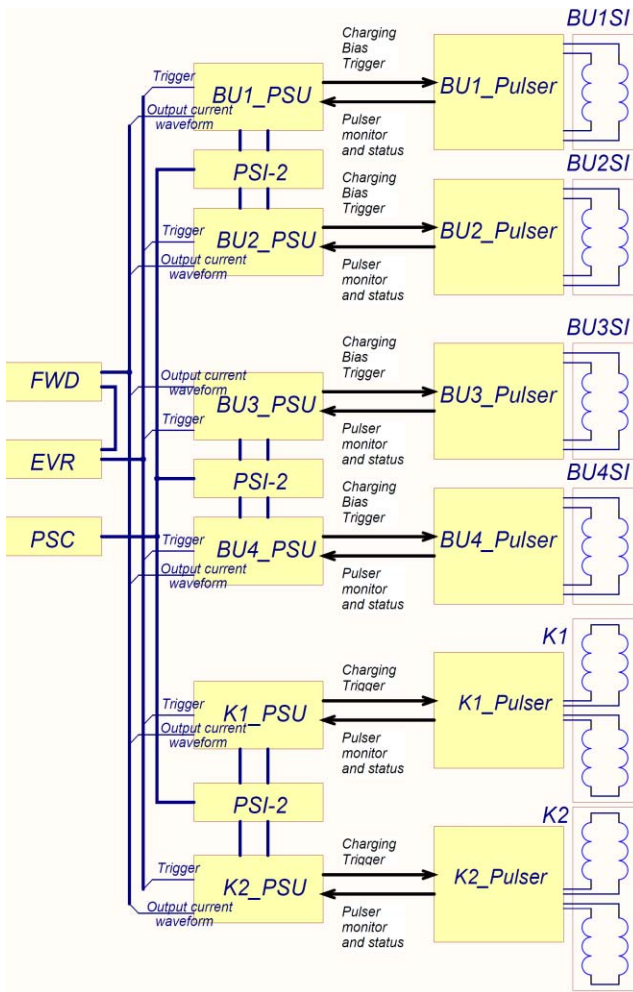 BU1SI
Charging
Bias
Trigger
Trigger
BU1_PSU
BU1_Pulser
Output current
waveform
Pulser
monitor
and status
PSI-2
BU2SI
Charging
Bias
Trigger
Trigger
BU2_PSU
BU2_Pulser
Output current
waveform
Pulser
monitor
and status
BU3SI
Charging
Bias
Trigger
FWD
Output current
waveform
BU3_PSU
BU3_Pulser
Trigger
Pulser
monitor
and status
EVR
PSI-2
BU4SI
Charging
Bias
Trigger
PSC
Trigger
BU4_PSU
BU4_Pulser
Output current
waveform
Pulser
monitor
and status
K1
Charging
Trigger
Trigger
K1_PSU
K1_Pulser
Output current
waveform
Pulser
monitor
and status
PSI-2
K2
Charging
Trigger
Trigger
K2_PSU
K2_Pulser
Output current
waveform
Pulser
monitor
and status